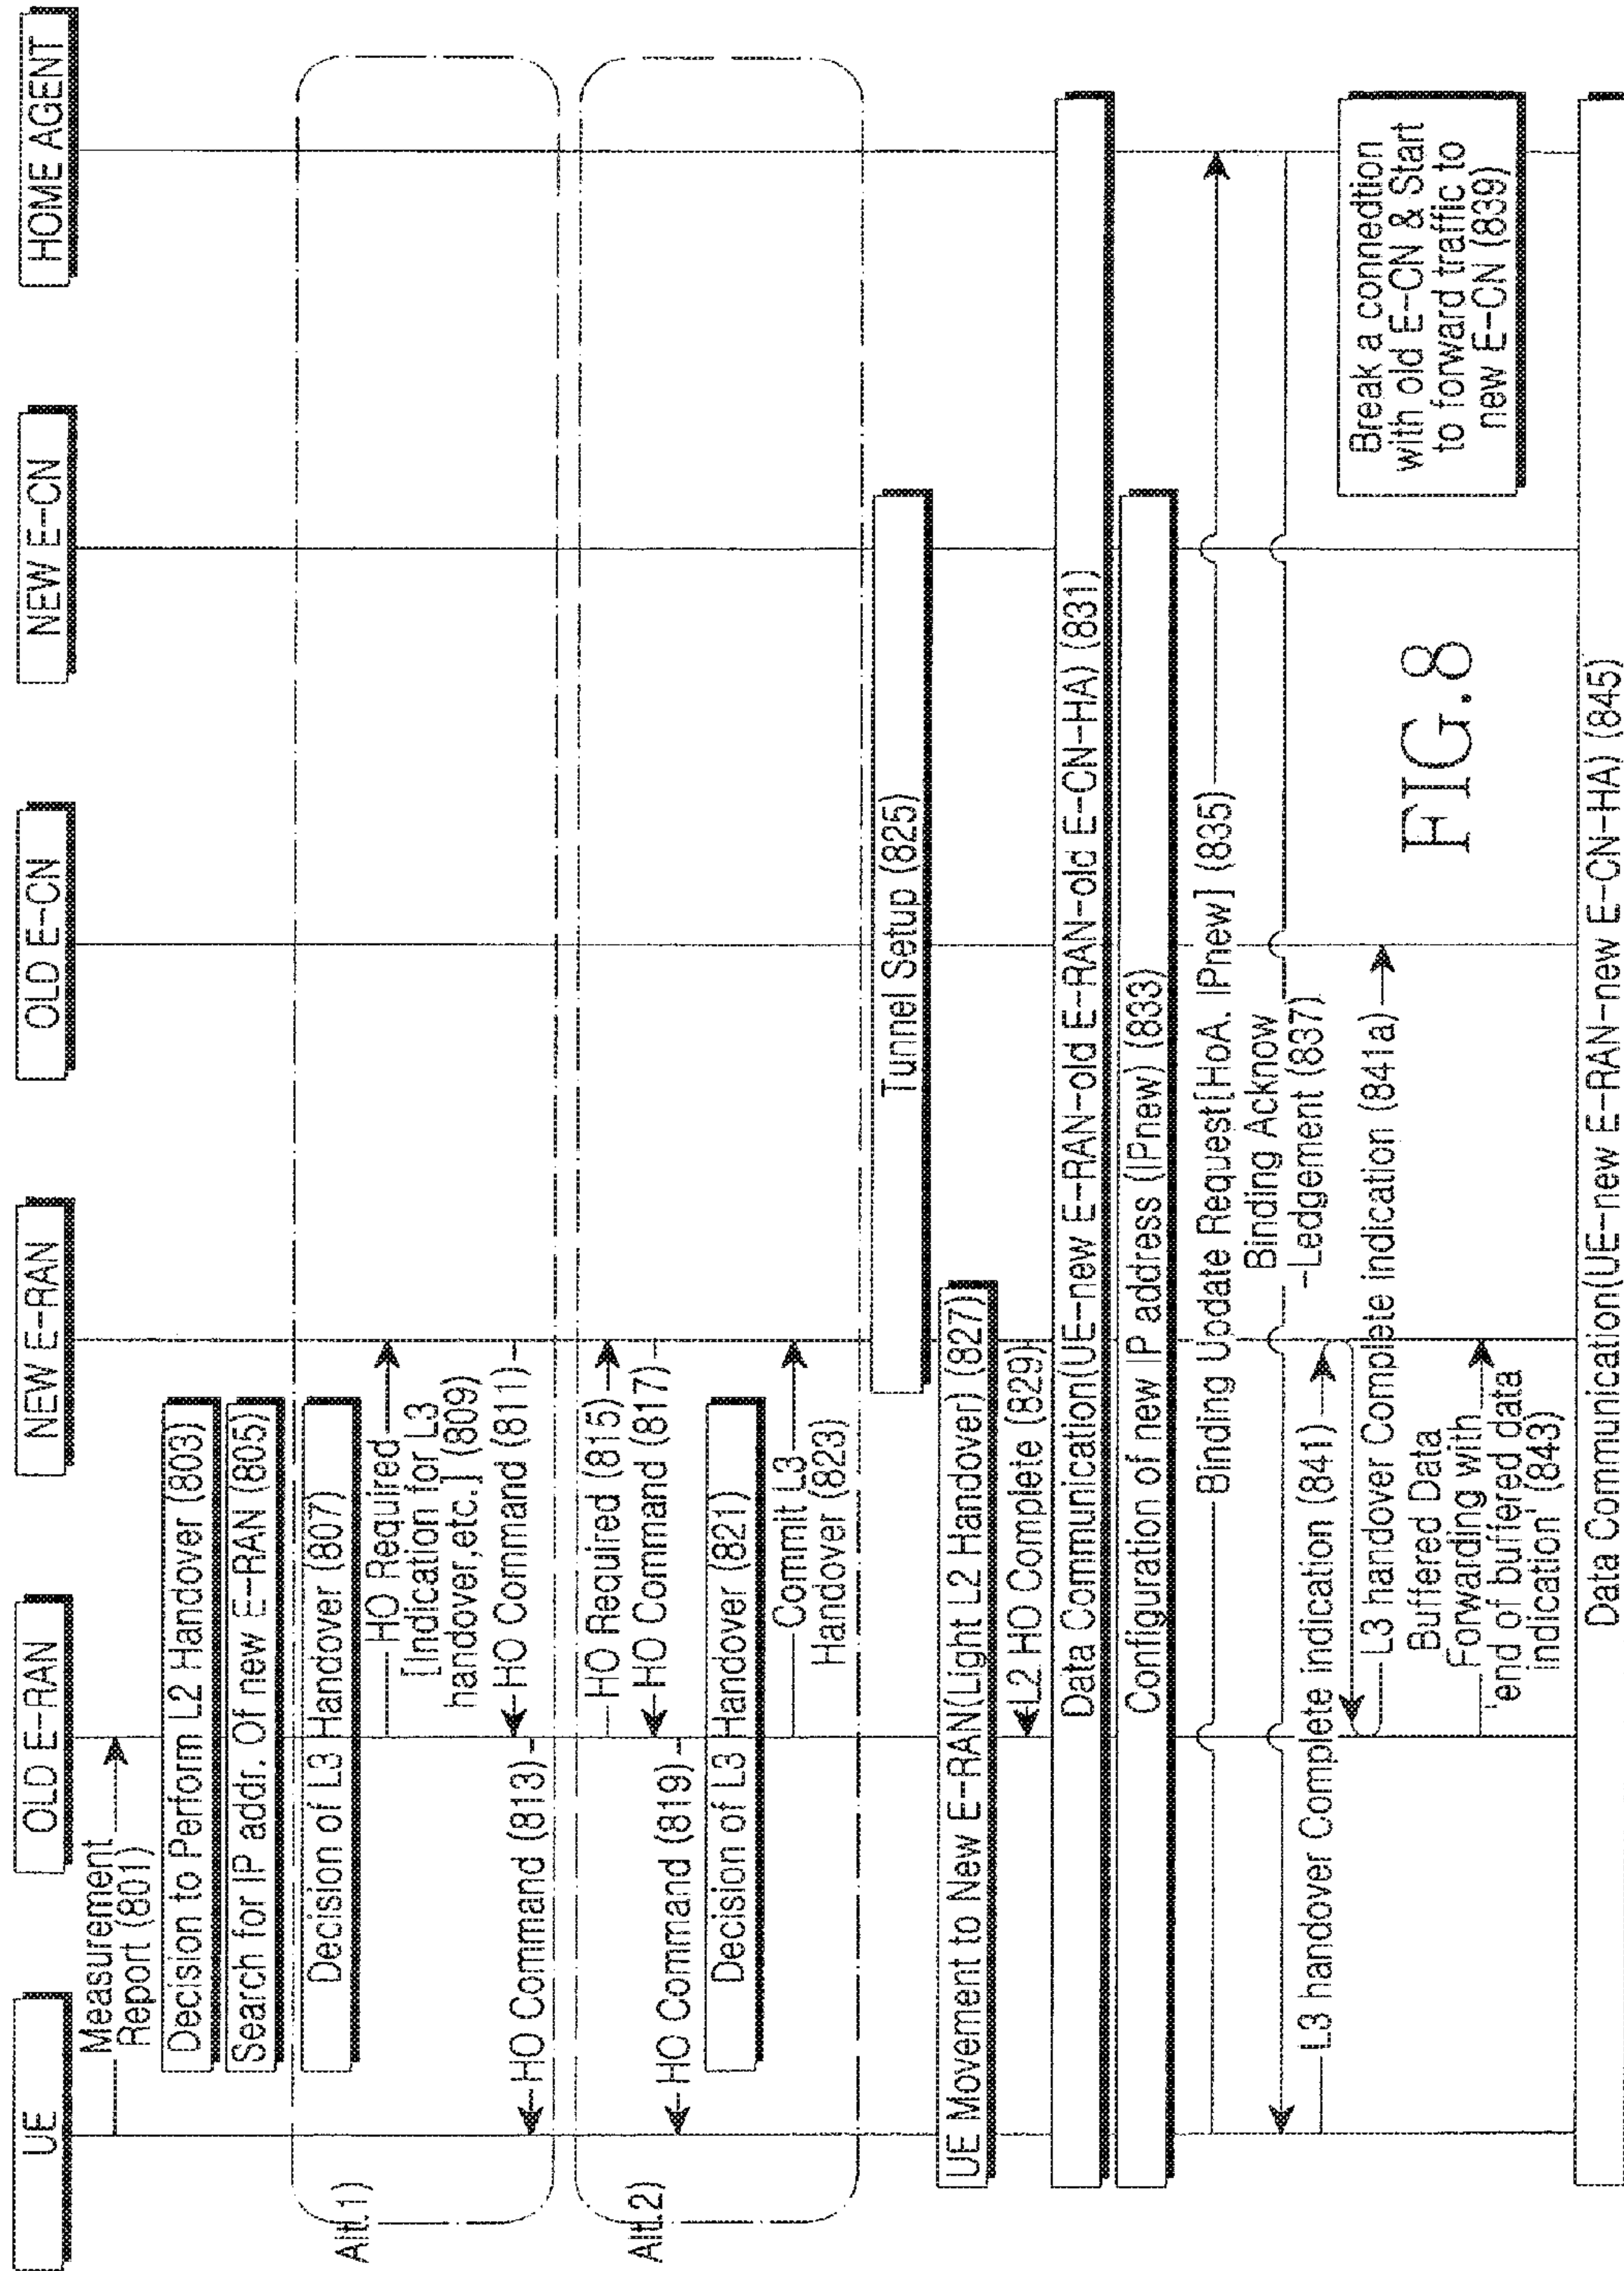 UE
OLD E-RAN
NEW E-RAN
OLD E-CN
NEW E-CN
HOME AGENT
Measurement
Report (801)
Decision to Perform L2 Handover (803)
Search for IP addr. Of new E-RAN (805)
Alt.1)
Decision of L3 Handover (807)
HO Required
[Indication for L3
handover,etc.] (809)
HO Command (811)
HO Command (813)
Alt.2)
HO Required (815)
HO Command (817)
HO Command (819)
Decision of L3 Handover (821)
Commit L3
Handover (823)
Tunnel Setup (825)
UE Movement to New E-RAN(Light L2 Handover) (827)
L2 HO Complete (829)
Data Communication(UE-new E-RAN-old E-RAN-old E-CN-HA) (831)
Configuration of new IP address (IPnew) (833)
Binding Update Request[HoA. IPnew] (835)
Binding Acknow
-Ledgement (837)
Break a connedtion
with old E-CN & Start
to forward traffic to
new E-CN (839)
L3 handover Complete indication (841)
L3 handover Complete indication (841a)
Buffered Data
Forwarding with
'end of buffered data
indication' (843)
FIG.8
Data Communication(UE-new E-RAN-new E-CN-HA) (845)